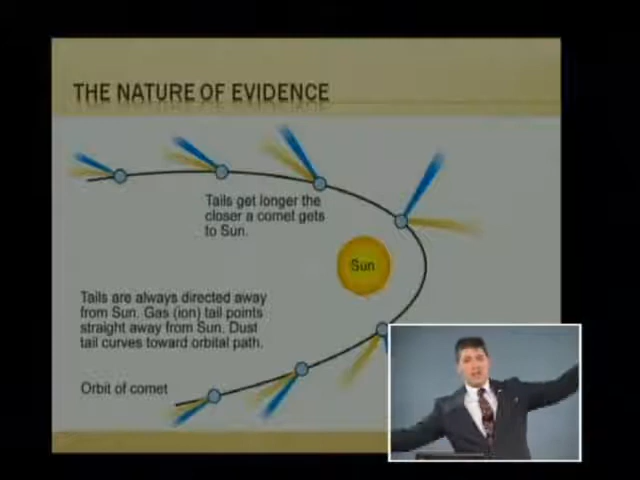 THE NATURE OF EVIDENCE
Tails get longer the
closer a comet gets
to Sun.
Sun
Tails are always directed away
from Sun. Gas (ion) tail points
straight away from Sun. Dust
tail curves toward orbital path.
Orbit of comet